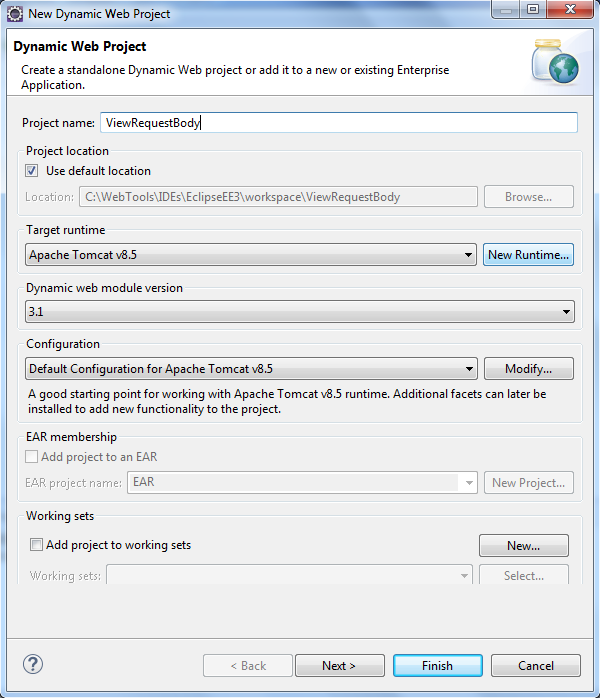 New Dynamic Web Project
Dynamic Web Project
Create a standalone Dynamic Web project or add it to a new or existing Enterprise
Application.
Project name: ViewRequestBody
Project location
Use default location
Location: C:\WebTools\IDEs\EclipseEE3\workspace\ViewRequestBody Browse...
Target runtime
Apache Tomcat v8.5 New Runtime...
Dynamic web module version
3.1
Configuration
Default Configuration for Apache Tomcat v8.5 Modify...
A good starting point for working with Apache Tomcat v8.5 runtime. Additional facets can later be
installed to add new functionality to the project.
EAR membership
Add project to an EAR
EAR project name: EAR New Project...
Working sets
Add project to working sets New...
Working sets: Select...
? < Back Next > Finish Cancel